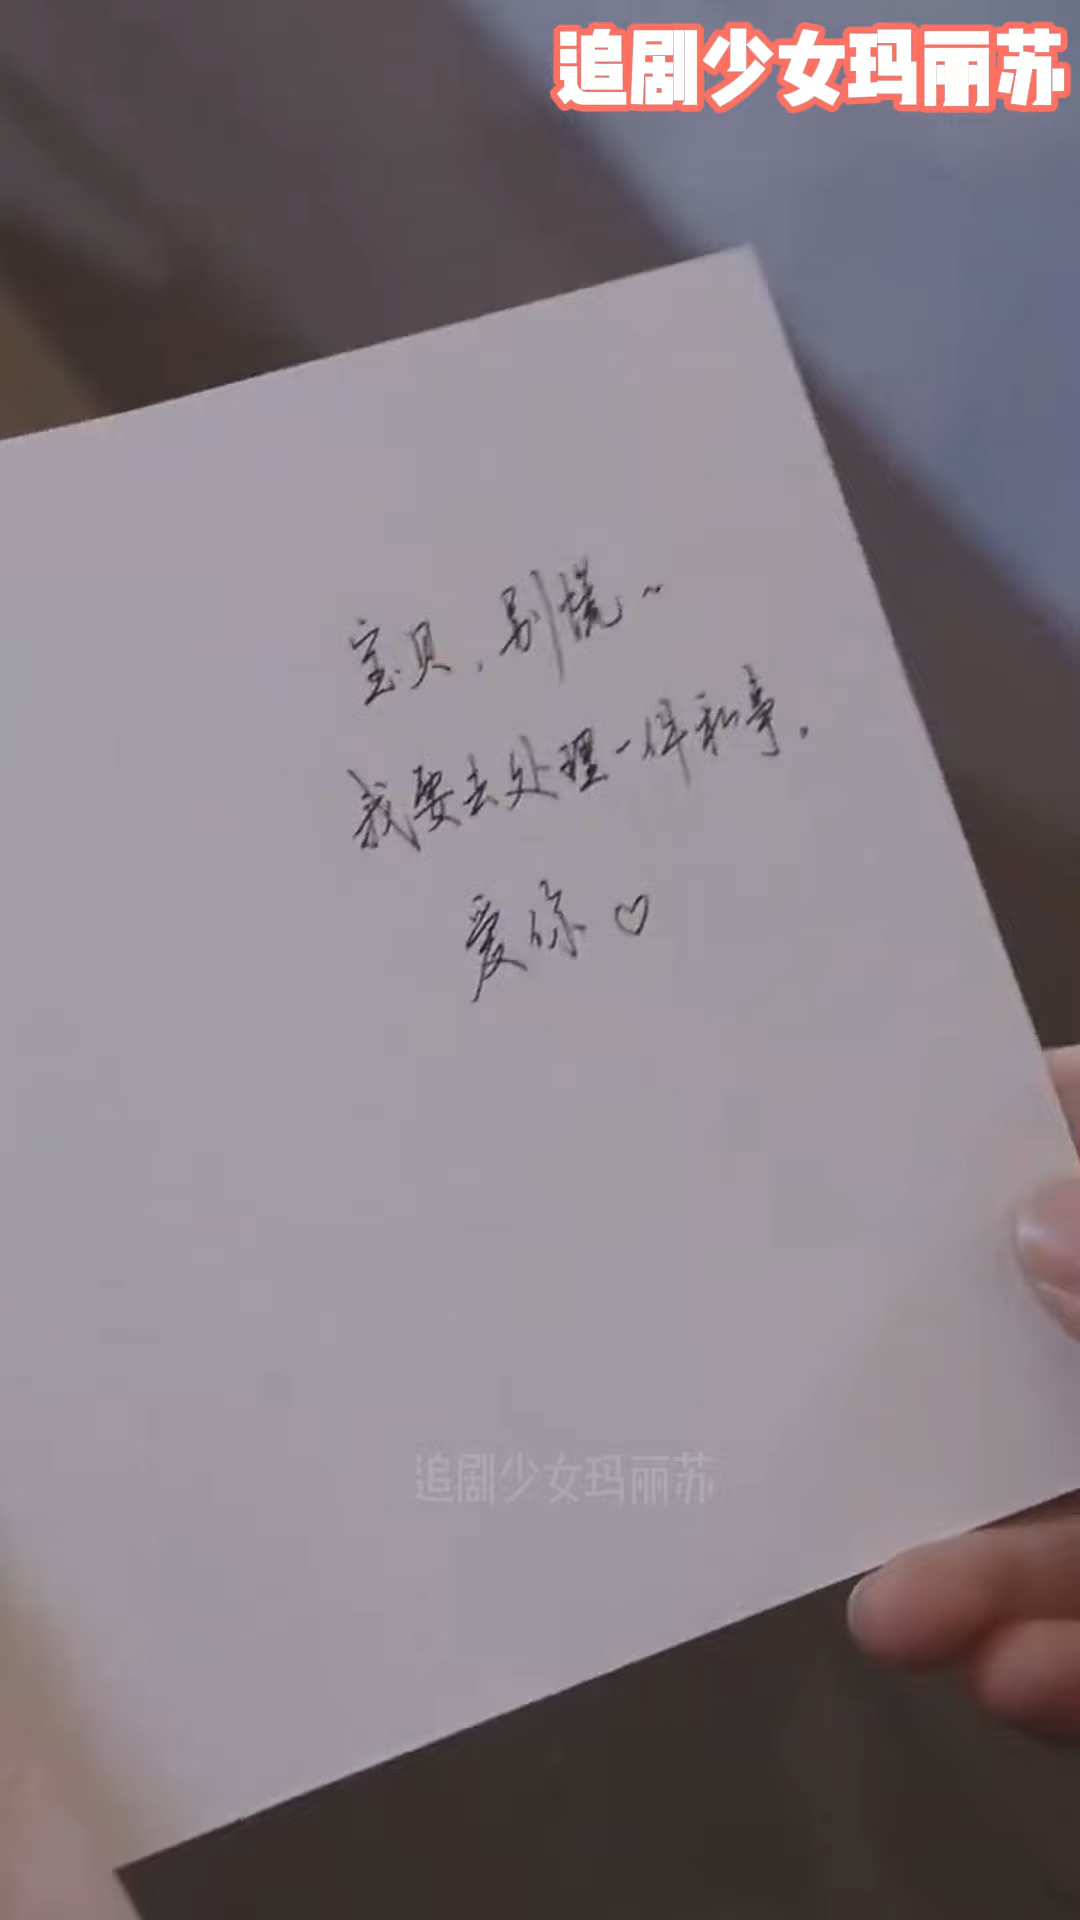 追剧少女玛丽苏
宝贝，别慌~
我要去处理一件私事。
爱你♡
追剧少女玛丽苏